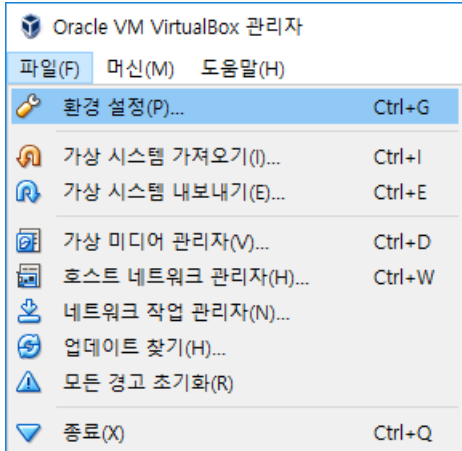 Oracle VM VirtualBox 관리자
파일(F) 머신(M) 도움말(H)
환경 설정(P)... Ctrl+G
가상 시스템 가져오기(I)... Ctrl+I
가상 시스템 내보내기(E)... Ctrl+E
가상 미디어 관리자(V)... Ctrl+D
호스트 네트워크 관리자(H)... Ctrl+W
네트워크 작업 관리자(N)...
업데이트 찾기(H)...
모든 경고 초기화(R)
종료(X) Ctrl+Q